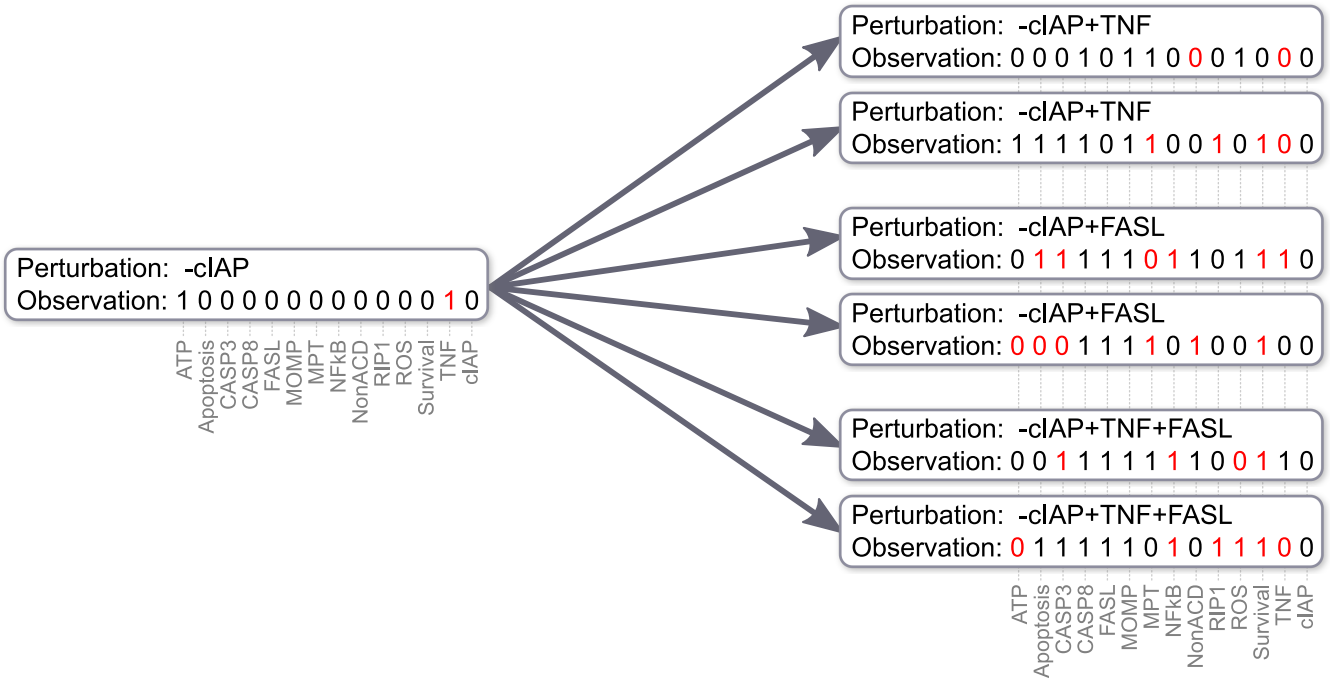 Perturbation: -cIAP+TNF
Observation: 0 0 0 1 0 1 1 0 0 0 1 0 0 0
Perturbation: -cIAP+TNF
Observation: 1 1 1 1 0 1 1 0 0 1 0 1 0 0
Perturbation: -cIAP+FASL
Observation: 0 1 1 1 1 1 0 1 1 0 1 1 1 0
Perturbation: -cIAP
Observation: 1 0 0 0 0 0 0 0 0 0 0 0 1 0
Perturbation: -cIAP+FASL
Observation: 0 0 0 1 1 1 1 0 1 0 0 1 0 0
ATP
Apoptosis
CASP3
CASP8
FASL
MOMP
MPT
NFkB
NonACD
RIP1
ROS
Survival
TNF
cIAP
Perturbation: -cIAP+TNF+FASL
Observation: 0 0 1 1 1 1 1 1 1 0 0 1 1 0
Perturbation: -cIAP+TNF+FASL
Observation: 0 1 1 1 1 1 0 1 0 1 1 1 0 0
ATP
Apoptosis
CASP3
CASP8
FASL
MOMP
MPT
NFkB
NonACD
RIP1
ROS
Survival
TNF
cIAP